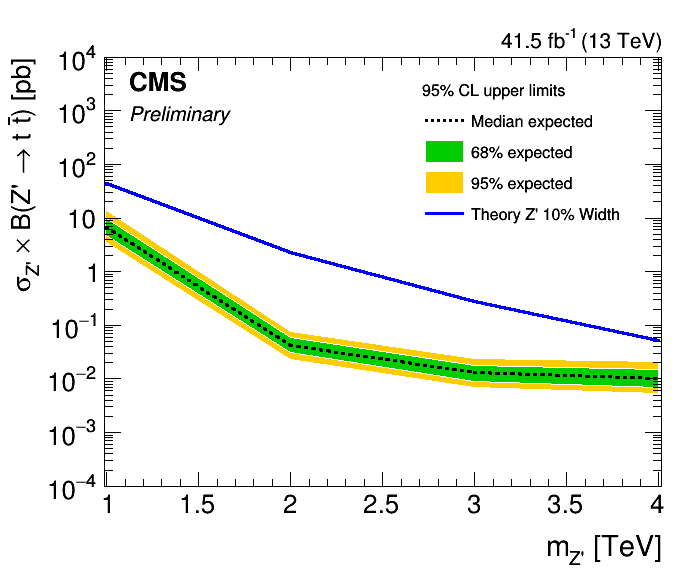 41.5 fb⁻¹ (13 TeV)
CMS
Preliminary
95% CL upper limits
Median expected
68% expected
95% expected
Theory Z' 10% Width
σ_Z' × B(Z' → t t̄) [pb]
10⁴
10³
10²
10
1
10⁻¹
10⁻²
10⁻³
10⁻⁴
1 1.5 2 2.5 3 3.5 4
m_Z' [TeV]